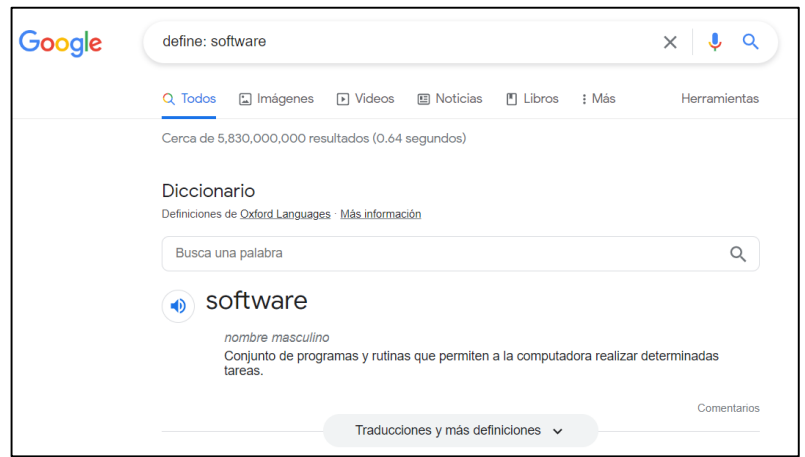 Google
define: software
Todos Imágenes Videos Noticias Libros Más Herramientas
Cerca de 5,830,000,000 resultados (0.64 segundos)
Diccionario
Definiciones de Oxford Languages · Más información
Busca una palabra
software
nombre masculino
Conjunto de programas y rutinas que permiten a la computadora realizar determinadas
tareas.
Comentarios
Traducciones y más definiciones